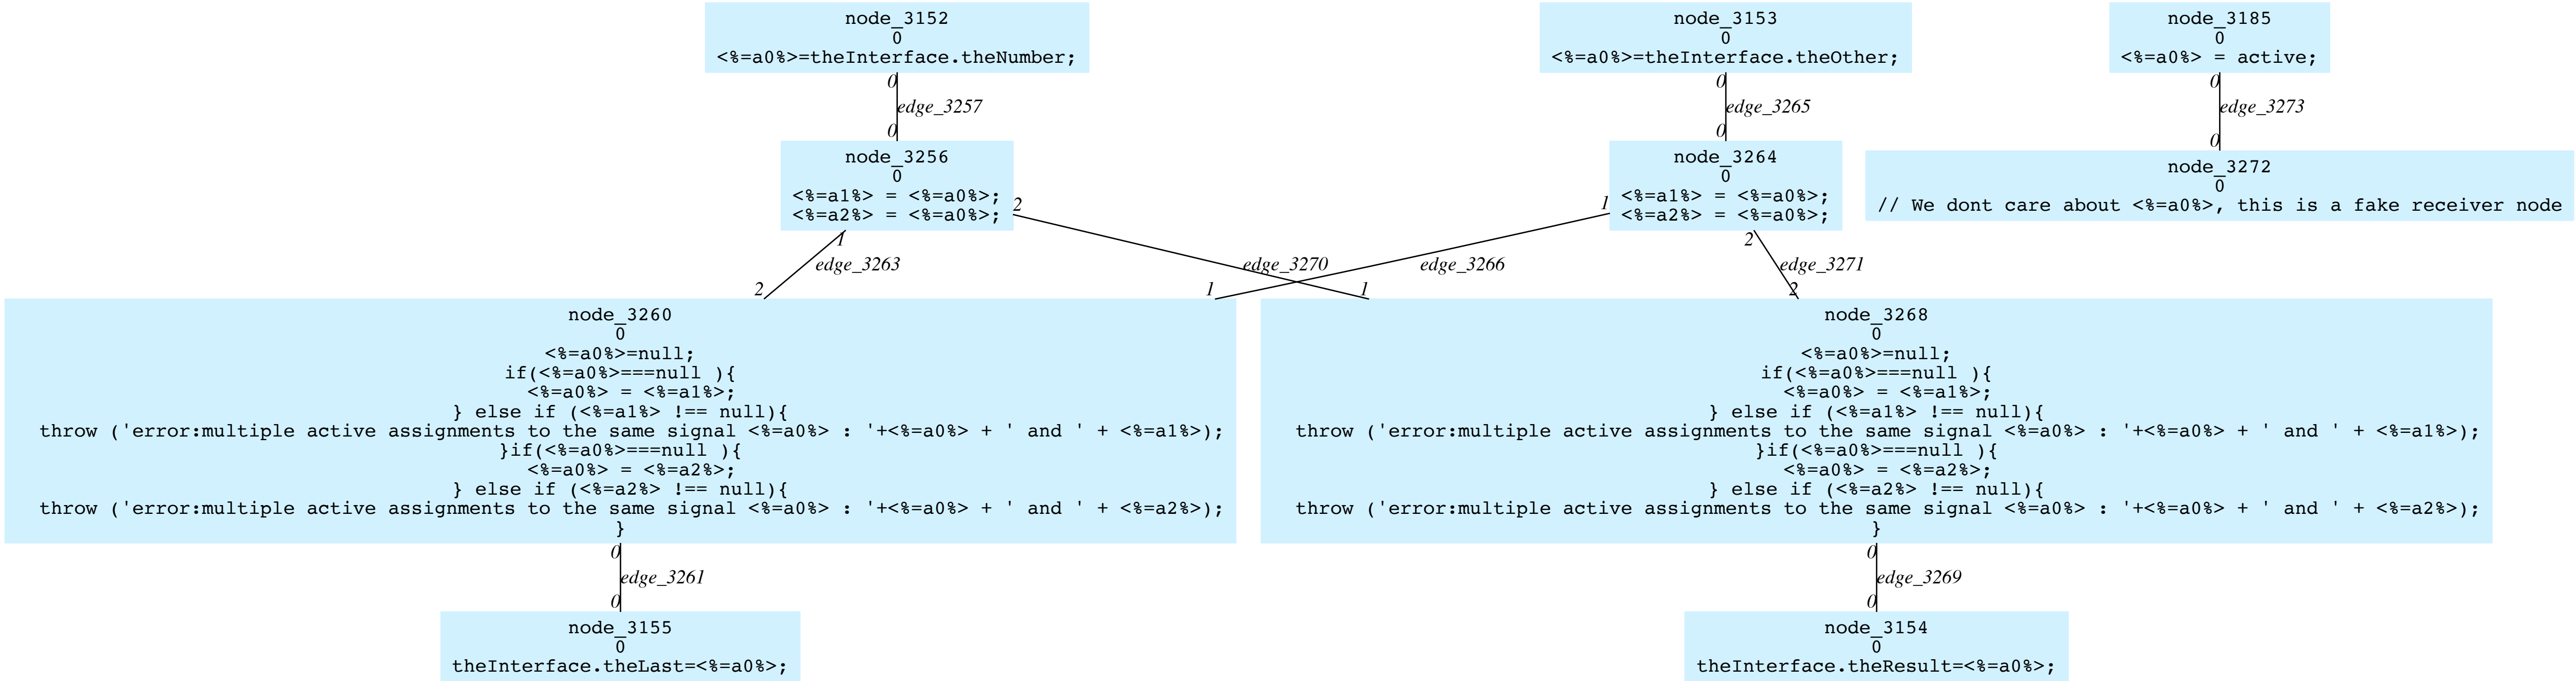 node_3152
0
<%=a0%>=theInterface.theNumber;
node_3153
0
<%=a0%>=theInterface.theOther;
node_3185
0
<%=a0%> = active;
0
edge_3257
0
0
edge_3265
0
0
edge_3273
0
node_3256
0
<%=a1%> = <%=a0%>;
<%=a2%> = <%=a0%>;
node_3264
0
<%=a1%> = <%=a0%>;
<%=a2%> = <%=a0%>;
node_3272
0
// We dont care about <%=a0%>, this is a fake receiver node
1
edge_3263
2
2
edge_3270
1
1
edge_3266
1
2
edge_3271
2
node_3260
0
<%=a0%>=null;
if(<%=a0%>===null ){
<%=a0%> = <%=a1%>;
} else if (<%=a1%> !== null){
throw ('error:multiple active assignments to the same signal <%=a0%> : '+<%=a0%> + ' and ' + <%=a1%>);
}if(<%=a0%>===null ){
<%=a0%> = <%=a2%>;
} else if (<%=a2%> !== null){
throw ('error:multiple active assignments to the same signal <%=a0%> : '+<%=a0%> + ' and ' + <%=a2%>);
}
node_3268
0
<%=a0%>=null;
if(<%=a0%>===null ){
<%=a0%> = <%=a1%>;
} else if (<%=a1%> !== null){
throw ('error:multiple active assignments to the same signal <%=a0%> : '+<%=a0%> + ' and ' + <%=a1%>);
}if(<%=a0%>===null ){
<%=a0%> = <%=a2%>;
} else if (<%=a2%> !== null){
throw ('error:multiple active assignments to the same signal <%=a0%> : '+<%=a0%> + ' and ' + <%=a2%>);
}
0
edge_3261
0
0
edge_3269
0
node_3155
0
theInterface.theLast=<%=a0%>;
node_3154
0
theInterface.theResult=<%=a0%>;